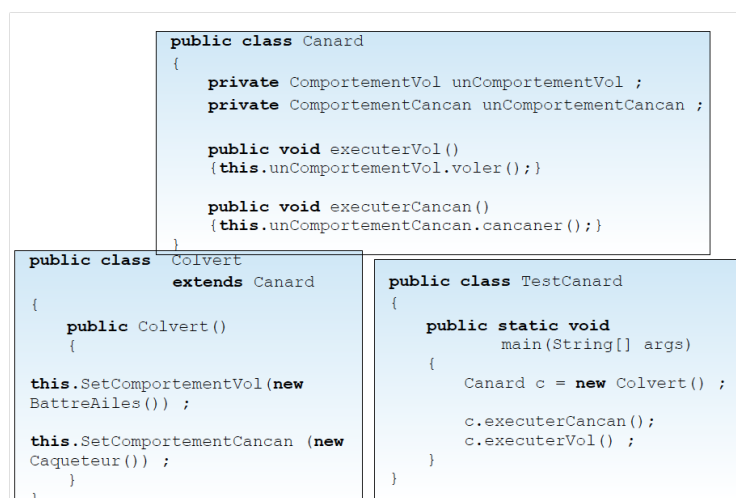 public class Canard
{
private ComportementVol unComportementVol ;
private ComportementCancan unComportementCancan ;
public void executerVol()
{this.unComportementVol.voler();}
public void executerCancan()
{this.unComportementCancan.cancaner();}
}
public class Colvert
extends Canard
{
public Colvert()
{
this.SetComportementVol(new
BattreAiles()) ;
this.SetComportementCancan (new
Caqueteur()) ;
}
}
public class TestCanard
{
public static void
main(String[] args)
{
Canard c = new Colvert() ;
c.executerCancan();
c.executerVol() ;
}
}